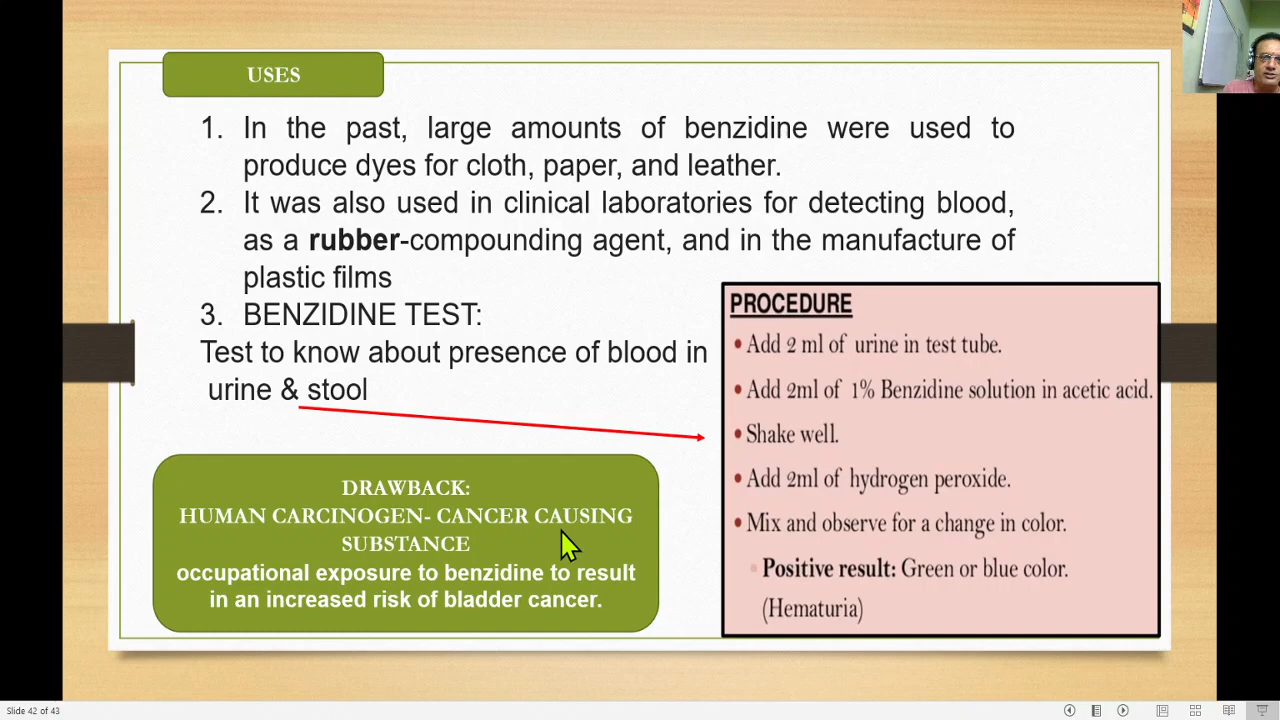 USES
1. In the past, large amounts of benzidine were used to
produce dyes for cloth, paper, and leather.
2. It was also used in clinical laboratories for detecting blood,
as a rubber-compounding agent, and in the manufacture of
plastic films
3. BENZIDINE TEST:
Test to know about presence of blood in
urine & stool
DRAWBACK:
HUMAN CARCINOGEN- CANCER CAUSING
SUBSTANCE
occupational exposure to benzidine to result
in an increased risk of bladder cancer.
PROCEDURE
• Add 2 ml of urine in test tube.
• Add 2ml of 1% Benzidine solution in acetic acid.
• Shake well.
• Add 2ml of hydrogen peroxide.
• Mix and observe for a change in color.
Positive result: Green or blue color.
(Hematuria)
Slide 42 of 43